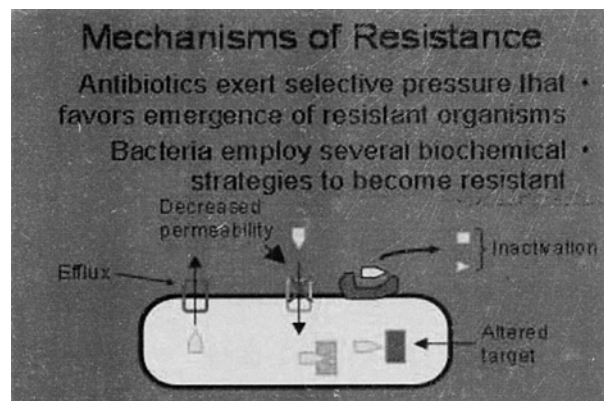 Mechanisms of Resistance
Antibiotics exert selective pressure that •
favors emergence of resistant organisms
Bacteria employ several biochemical •
strategies to become resistant
Decreased
permeability
Efflux
Inactivation
Altered
target